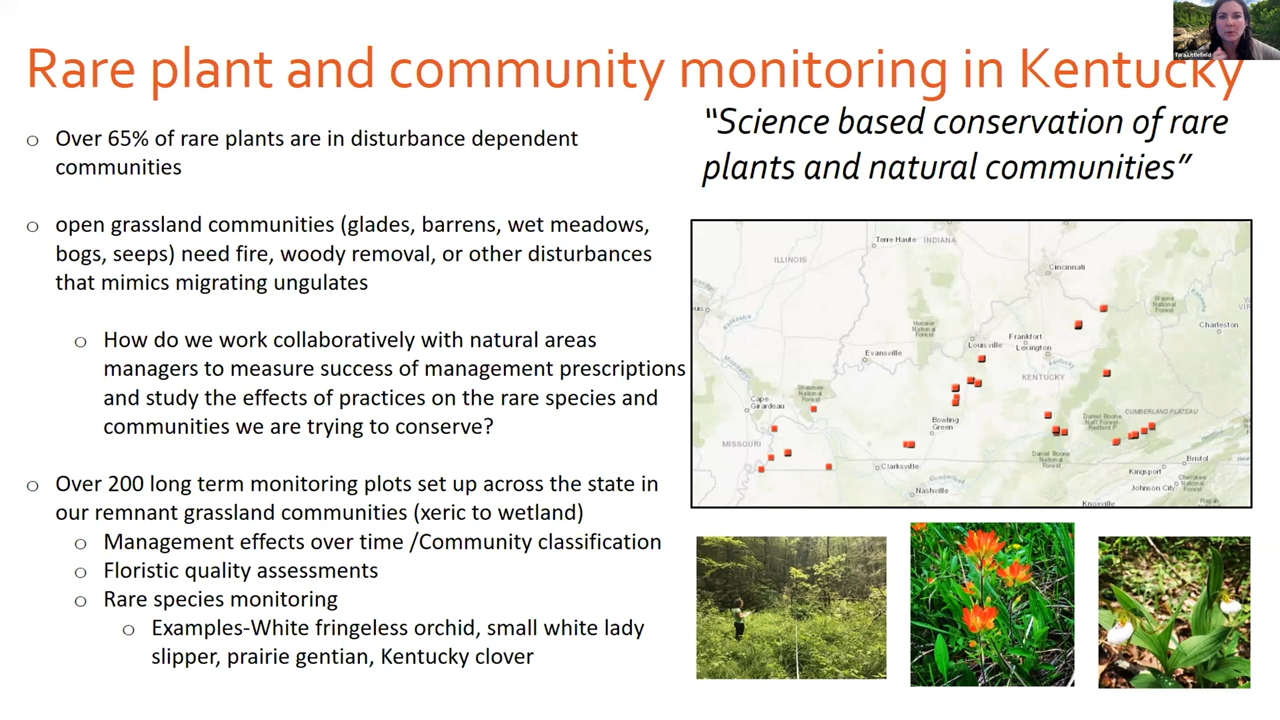 Rare plant and community monitoring in Kentucky
Tara Littlefield
"Science based conservation of rare
plants and natural communities"
○ Over 65% of rare plants are in disturbance dependent
communities
○ open grassland communities (glades, barrens, wet meadows,
bogs, seeps) need fire, woody removal, or other disturbances
that mimics migrating ungulates
○ How do we work collaboratively with natural areas
managers to measure success of management prescriptions
and study the effects of practices on the rare species and
communities we are trying to conserve?
○ Over 200 long term monitoring plots set up across the state in
our remnant grassland communities (xeric to wetland)
○ Management effects over time /Community classification
○ Floristic quality assessments
○ Rare species monitoring
○ Examples-White fringeless orchid, small white lady
slipper, prairie gentian, Kentucky clover
Terre Haute
INDIANA
ILLINOIS
Cincinnati
Kaskaskia
Wayne
National
Forest
Charleston
Hoosier
National
Forest
Frankfort
Louisville
Lexington
Evansville
Kentucky
KENTUCKY
Shawnee
National
Forest
Cape
Girardeau
Bowling
Green
Daniel Boone
Nat'l Forest
Redbird P
CUMBERLAND PLATEAU
MISSOURI
Daniel Boone
National
Forest
Clarksville
Bristol
Kingsport
Cumberland
Johnson City
Nashville
Knoxville